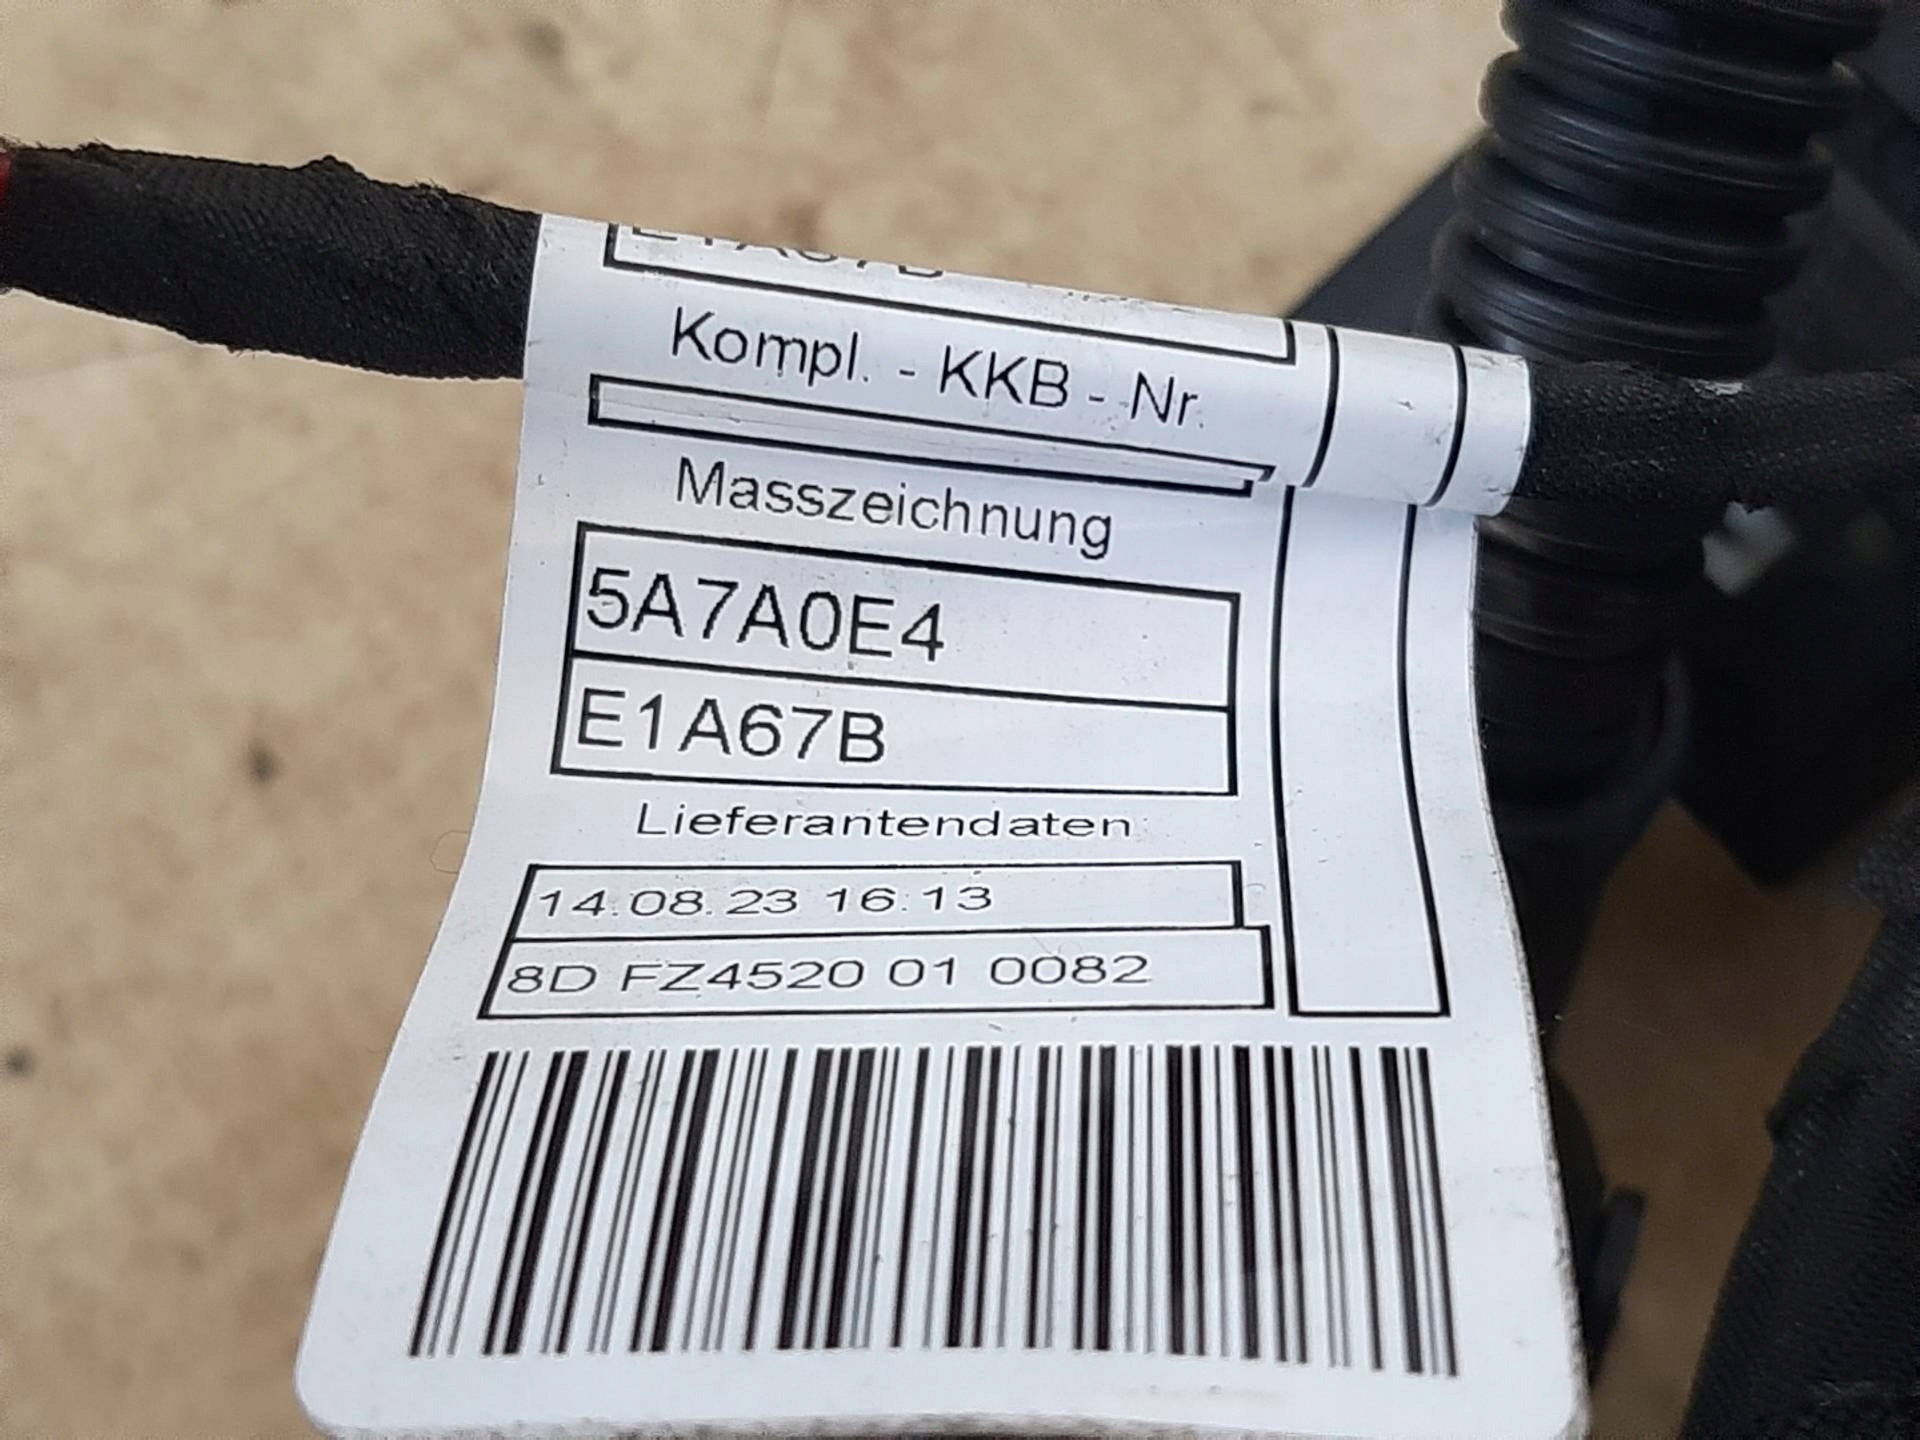 Kompl. - KKB - Nr.
Masszeichnung
5A7A0E4
E1A67B
Lieferantendaten
14.08.23 16:13
8D FZ4520 01 0082